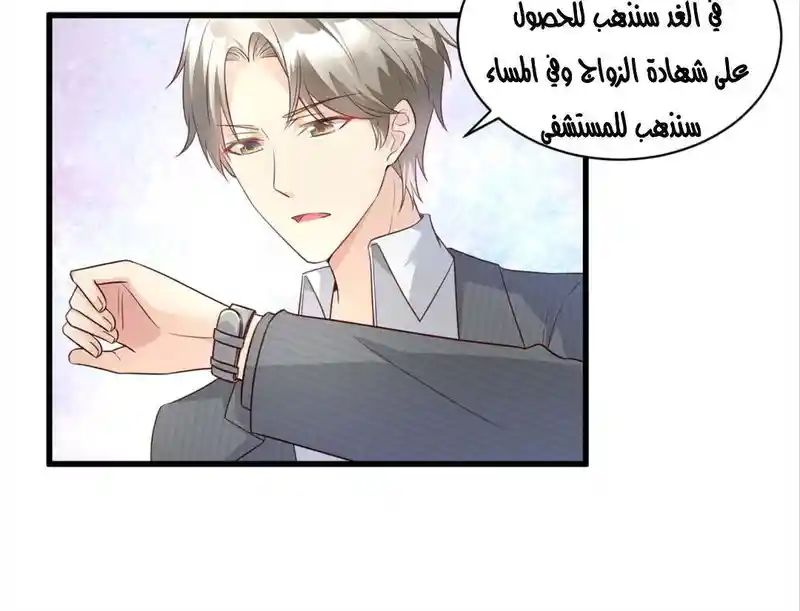 في الغد سنذهب للحصول
على شهادة الزواج وفي المساء
سنذهب للمستشفى